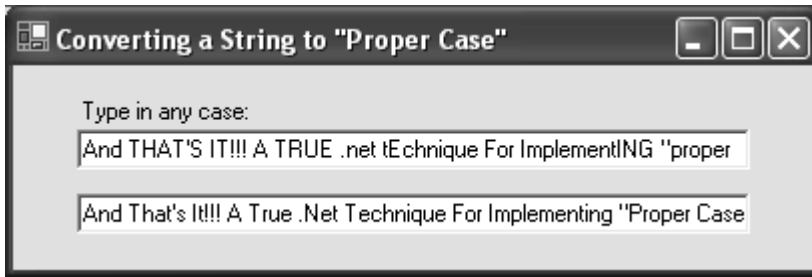 Converting a String to "Proper Case"
Type in any case:
And THAT'S IT!!! A TRUE .net tEchnique For ImplementING "proper
And That's It!!! A True .Net Technique For Implementing "Proper Case